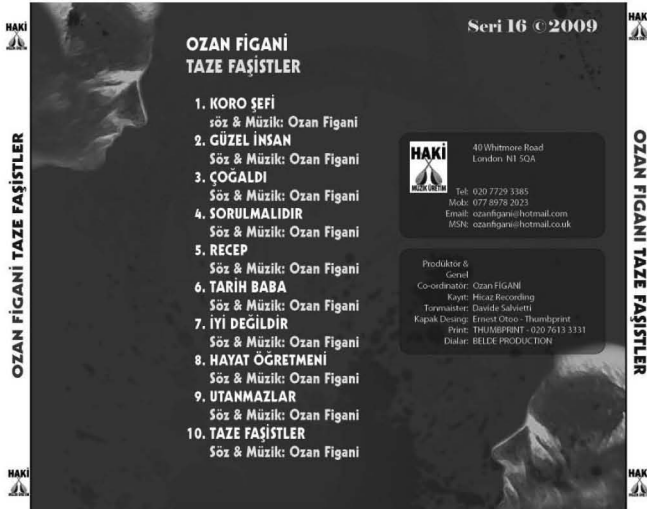 HAKİ
MÜZİK ÜRETİM
OZAN FİGANİ TAZE FAŞİSTLER
HAKİ
MÜZİK ÜRETİM
OZAN FİGANİ
TAZE FAŞİSTLER
1. KORO ŞEFİ
söz & Müzik: Ozan Figani
2. GÜZEL İNSAN
Söz & Müzik: Ozan Figani
3. ÇOĞALDI
Söz & Müzik: Ozan Figani
4. SORULMALIDIR
Söz & Müzik: Ozan Figani
5. RECEP
Söz & Müzik: Ozan Figani
6. TARİH BABA
Söz & Müzik: Ozan Figani
7. İYİ DEĞİLDİR
Söz & Müzik: Ozan Figani
8. HAYAT ÖĞRETMENİ
Söz & Müzik: Ozan Figani
9. UTANMAZLAR
Söz & Müzik: Ozan Figani
10. TAZE FAŞİSTLER
Söz & Müzik: Ozan Figani
Seri 16 ©2009
HAKİ
MÜZİK ÜRETİM
40 Whitmore Road
London N1 5QA
Tel: 020 7729 3385
Mob: 077 8978 2023
Email: ozanfigani@hotmail.com
MSN: ozanfigani@hotmail.co.uk
Prodüktör &
Genel
Co-ordinatör: Ozan FİGANİ
Kayıt: Hicaz Recording
Tonmaister: Davide Salvietti
Kapak Desing: Ernest Otoo - Thumbprint
Print: THUMBPRINT - 020 7613 3331
Dialar: BELDE PRODUCTION
HAKİ
OZAN FİGANİ TAZE FAŞİSTLER
HAKİ